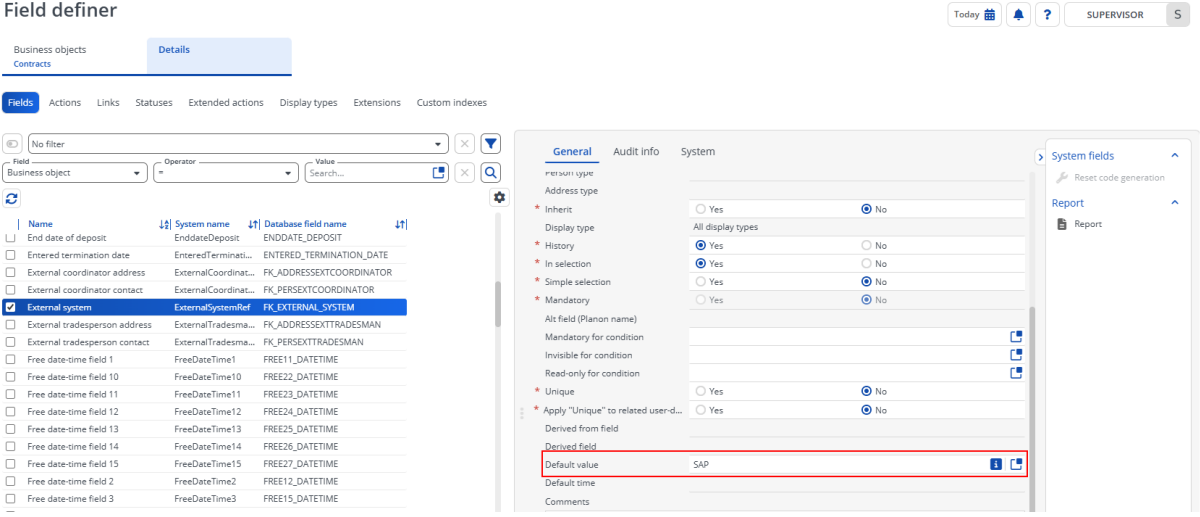 Field definer
Today
?
SUPERVISOR
S
Business objects
Contracts
Details
Fields
Actions
Links
Statuses
Extended actions
Display types
Extensions
Custom indexes
No filter
Field
Business object
Operator
=
Value
Search...
Name
System name
Database field name
End date of deposit EnddateDeposit ENDDATE_DEPOSIT
Entered termination date EnteredTerminati... ENTERED_TERMINATION_DATE
External coordinator address ExternalCoordinat... FK_ADDRESSEXTCOORDINATOR
External coordinator contact ExternalCoordinat... FK_PERSEXTCOORDINATOR
External system ExternalSystemRef FK_EXTERNAL_SYSTEM
External tradesperson address ExternalTradesma... FK_ADDRESSEXTTRADESMAN
External tradesperson contact ExternalTradesma... FK_PERSEXTTRADESMAN
Free date-time field 1 FreeDateTime1 FREE11_DATETIME
Free date-time field 10 FreeDateTime10 FREE22_DATETIME
Free date-time field 11 FreeDateTime11 FREE23_DATETIME
Free date-time field 12 FreeDateTime12 FREE24_DATETIME
Free date-time field 13 FreeDateTime13 FREE25_DATETIME
Free date-time field 14 FreeDateTime14 FREE26_DATETIME
Free date-time field 15 FreeDateTime15 FREE27_DATETIME
Free date-time field 2 FreeDateTime2 FREE12_DATETIME
Free date-time field 3 FreeDateTime3 FREE15_DATETIME
General
Audit info
System
Person type
Address type
* Inherit Yes No
Display type All display types
* History Yes No
* In selection Yes No
* Simple selection Yes No
* Mandatory Yes No
Alt field (Planon name)
Mandatory for condition
Invisible for condition
Read-only for condition
* Unique Yes No
* Apply "Unique" to related user-d... Yes No
Derived from field
Derived field
Default value SAP
Default time
Comments
System fields
Reset code generation
Report
Report